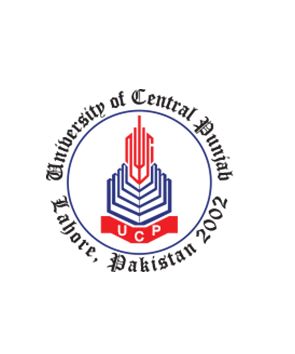 University of Central Punjab
UCP
Lahore, Pakistan 2002